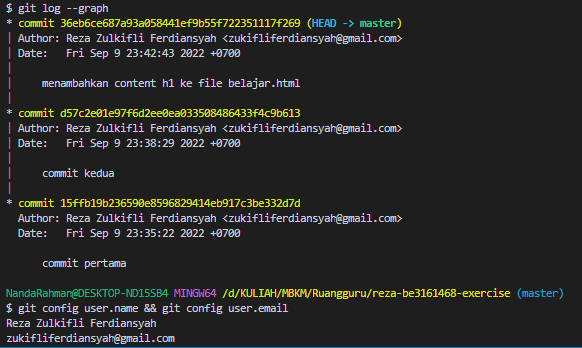 $ git log --graph
* commit 36eb6ce687a93a058441ef9b55f722351117f269 (HEAD -> master)
| Author: Reza Zulkifli Ferdiansyah <zukifliferdiansyah@gmail.com>
| Date:   Fri Sep 9 23:42:43 2022 +0700
|
|     menambahkan content h1 ke file belajar.html
|
* commit d57c2e01e97f6d2ee0ea033508486433f4c9b613
| Author: Reza Zulkifli Ferdiansyah <zukifliferdiansyah@gmail.com>
| Date:   Fri Sep 9 23:38:29 2022 +0700
|
|     commit kedua
|
* commit 15ffb19b236590e8596829414eb917c3be332d7d
  Author: Reza Zulkifli Ferdiansyah <zukifliferdiansyah@gmail.com>
  Date:   Fri Sep 9 23:35:22 2022 +0700

      commit pertama

NandaRahman@DESKTOP-ND15SB4 MINGW64 /d/KULIAH/MBKM/Ruangguru/reza-be3161468-exercise (master)
$ git config user.name && git config user.email
Reza Zulkifli Ferdiansyah
zukifliferdiansyah@gmail.com